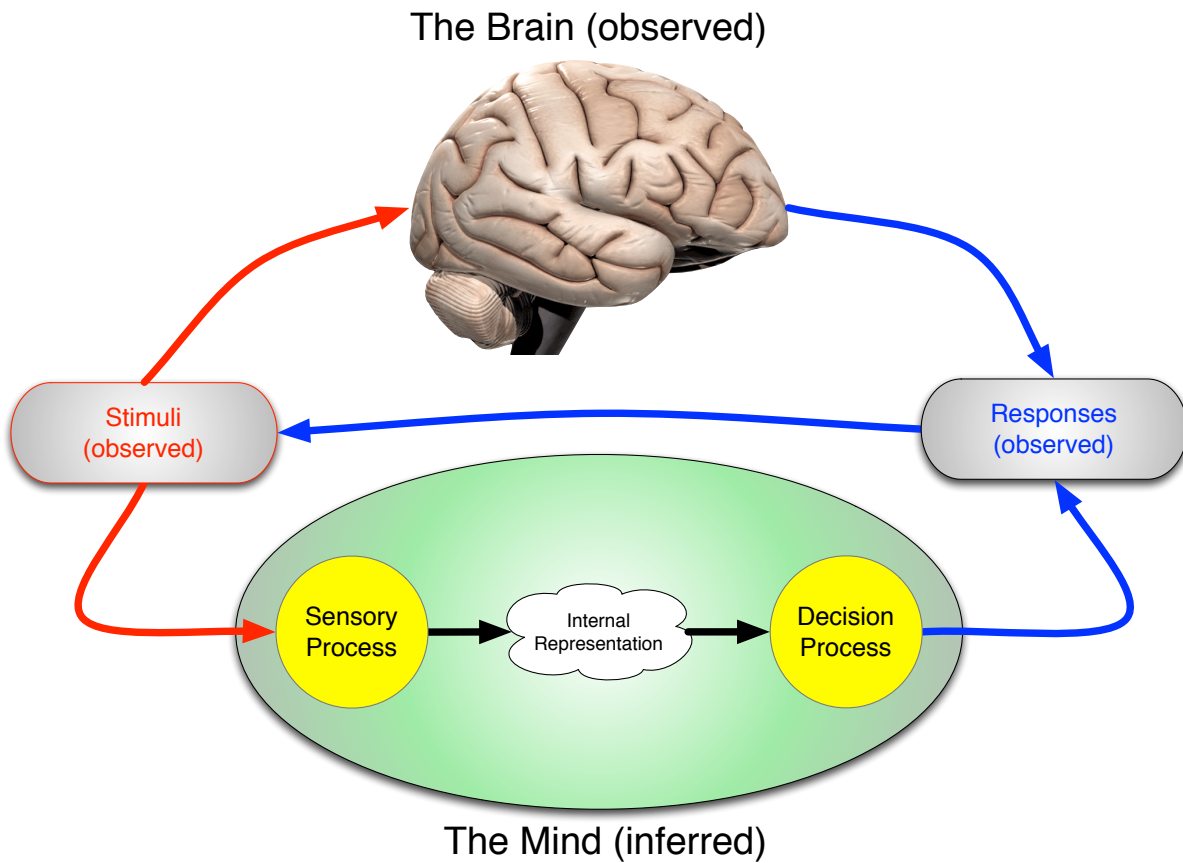 The Brain (observed)
Stimuli
(observed)
Responses
(observed)
Sensory
Process
Internal
Representation
Decision
Process
The Mind (inferred)